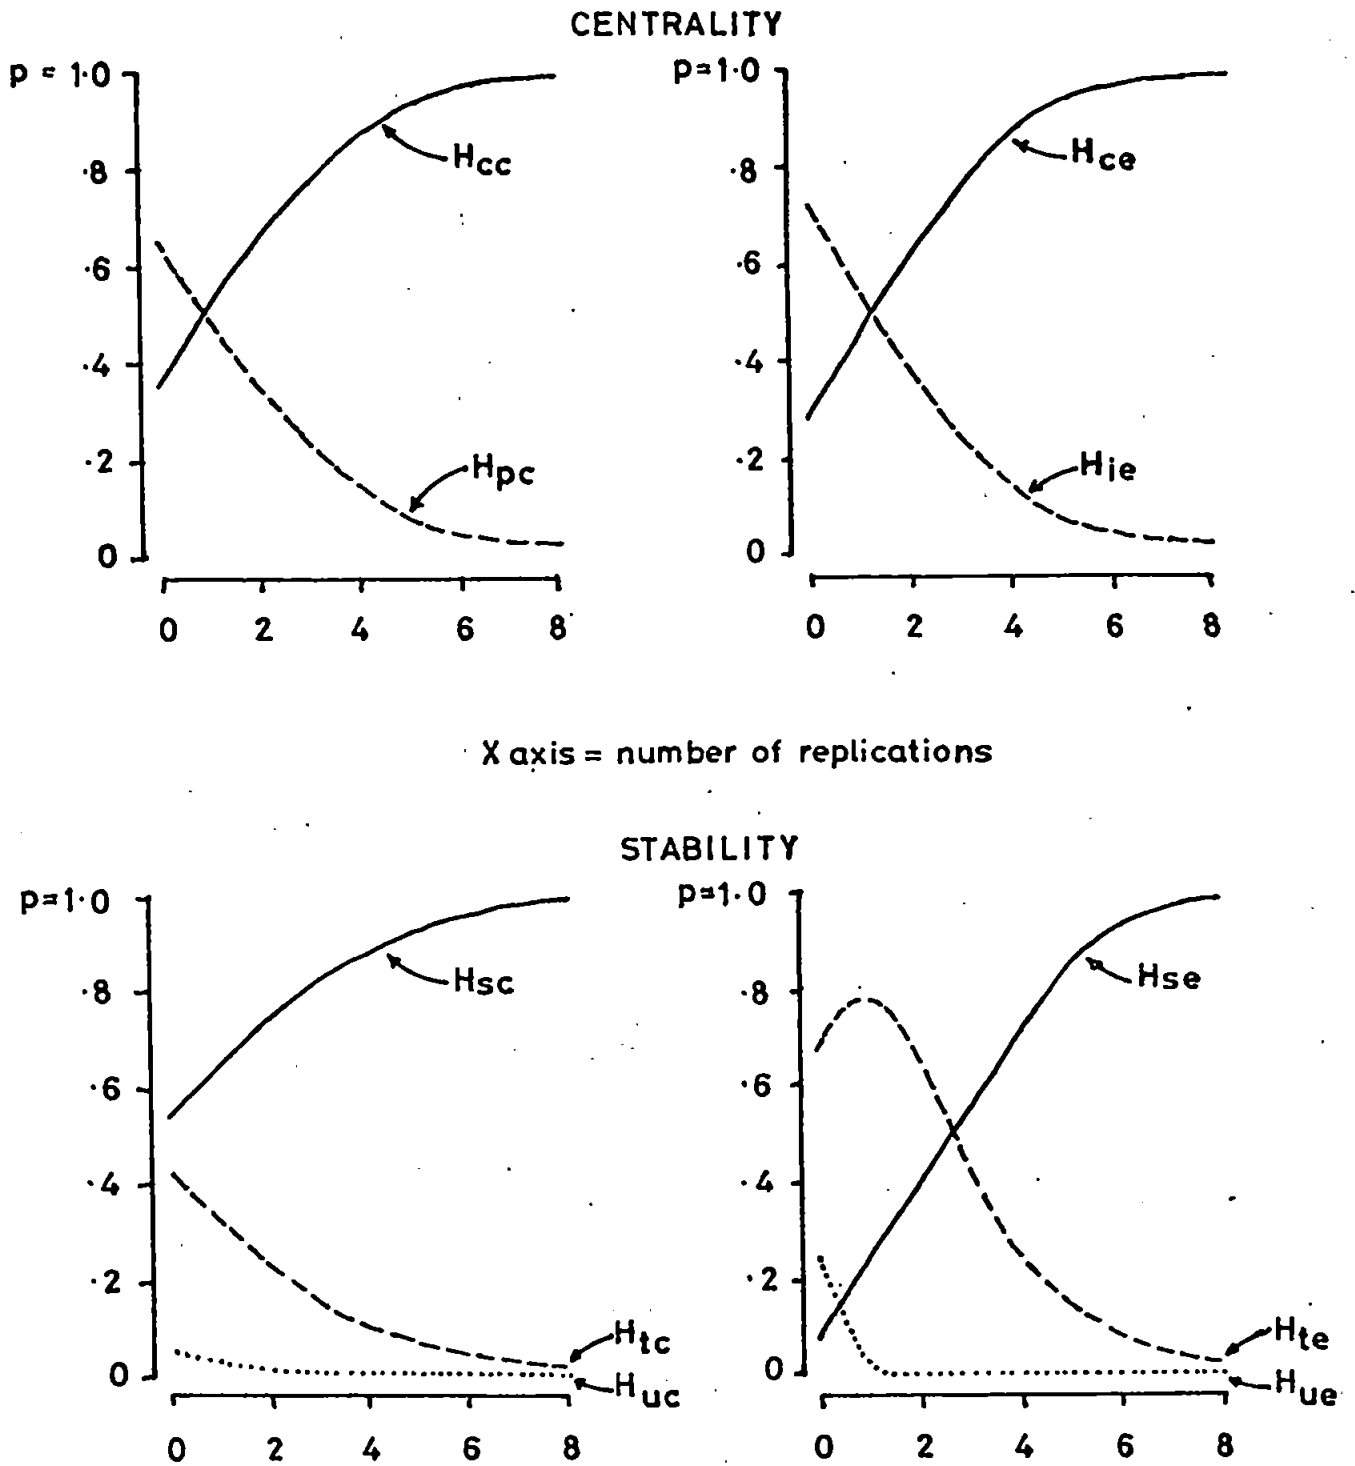 CENTRALITY
p = 1.0
.8
.6
.4
.2
0
Hcc
Hpc
0 2 4 6 8
p=1.0
.8
.6
.4
.2
0
Hce
Hie
0 2 4 6 8
X axis = number of replications
STABILITY
p=1.0
.8
.6
.4
.2
0
Hsc
Htc
Huc
0 2 4 6 8
p=1.0
.8
.6
.4
.2
0
Hse
Hte
Hue
0 2 4 6 8